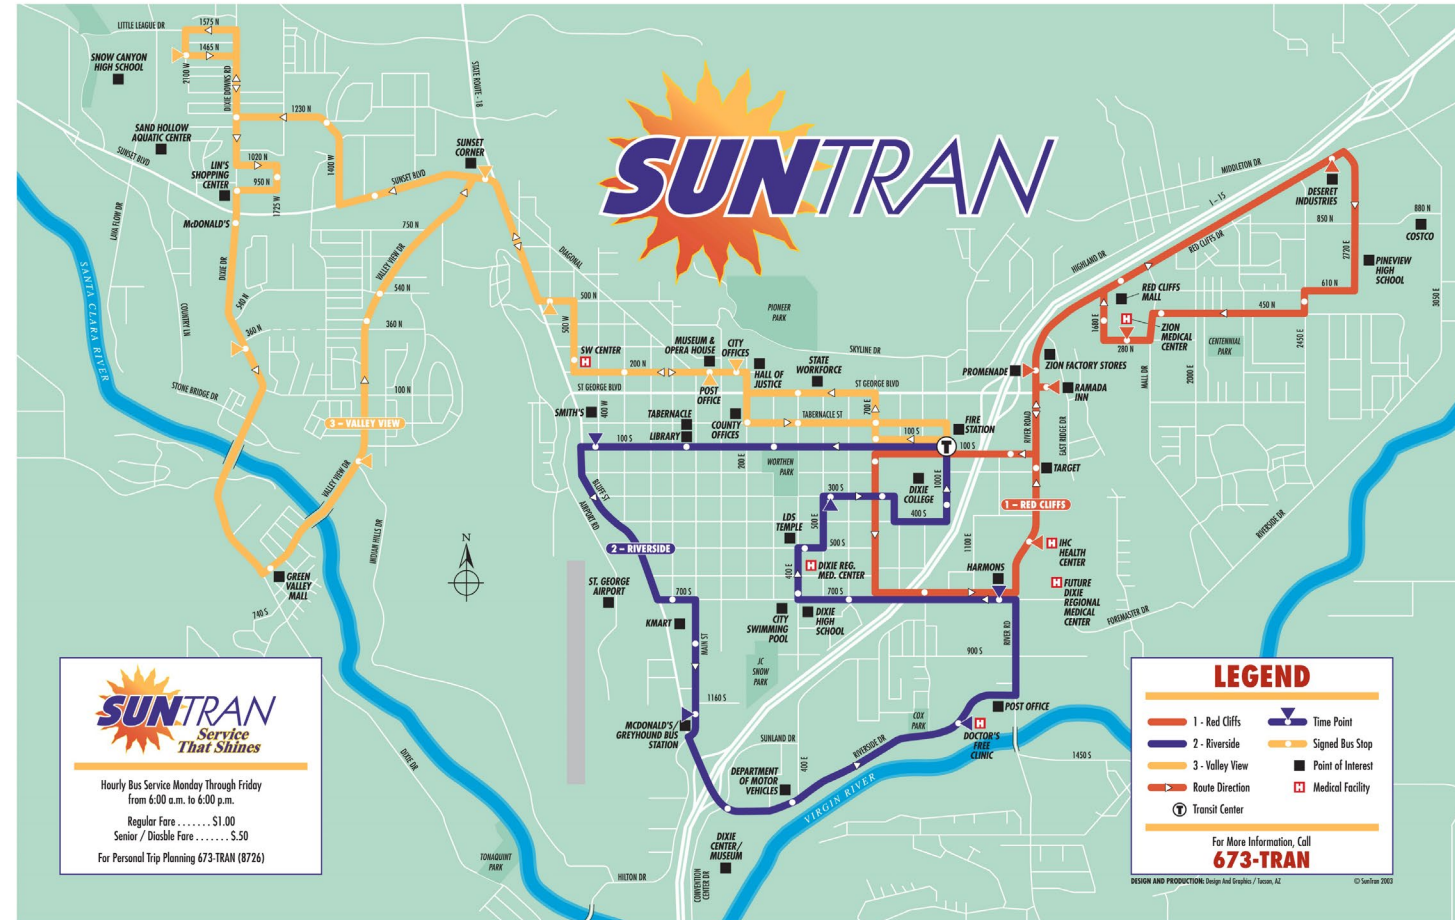 LITTLE LEAGUE DR
1575 N
1465 N
2100 W
SNOW CANYON
HIGH SCHOOL
DIXIE DOWNS RD
1230 N
STATE ROUTE - 18
SAND HOLLOW
AQUATIC CENTER
SUNSET BLVD
SUNSET
CORNER
LIN'S
SHOPPING
CENTER
1020 N
950 N
1725 W
1400 W
SUNSET BLVD
McDONALD'S
LAVA FLOW DR
750 N
VALLEY VIEW DR
DIXIE DR
540 N
540 N
COUNTRY LN
360 N
360 N
SANTA CLARA RIVER
STONE BRIDGE DR
100 N
3 – VALLEY VIEW
VALLEY VIEW DR
INDIAN HILLS DR
GREEN
VALLEY
MALL
740 S
N
DIXIE DR
TONAQUINT
PARK
HILTON DR
SUNTRAN
DIAGONAL
500 N
500 W
SW CENTER
H
200 N
MUSEUM &
OPERA HOUSE
CITY
OFFICES
POST
OFFICE
HALL OF
JUSTICE
STATE
WORKFORCE
PIONEER
PARK
SKYLINE DR
ST GEORGE BLVD
ST GEORGE BLVD
700 E
SMITH'S
400 W
TABERNACLE
LIBRARY
COUNTY
OFFICES
TABERNACLE ST
FIRE
STATION
100 S
100 S
100 S
T
200 E
WORTHEN
PARK
DIXIE
COLLEGE
1000 E
300 S
400 S
BLUFF ST
AIRPORT RD
LDS
TEMPLE
500 E
500 S
2 – RIVERSIDE
400 E
H DIXIE REG.
MED. CENTER
ST. GEORGE
AIRPORT
700 S
700 S
KMART
MAIN ST
CITY
SWIMMING
POOL
DIXIE
HIGH
SCHOOL
JC
SNOW
PARK
1160 S
McDONALD'S/
GREYHOUND BUS
STATION
SUNLAND DR
400 E
DEPARTMENT
OF MOTOR
VEHICLES
RIVERSIDE DR
COX
PARK
H
DOCTOR'S
FREE
CLINIC
VIRGIN RIVER
DIXIE
CENTER/
MUSEUM
CONVENTION
CENTER DR
MIDDLETON DR
I – 15
DESERET
INDUSTRIES
850 N
880 N
COSTCO
2720 E
PINEVIEW
HIGH
SCHOOL
3050 E
RED CLIFFS DR
HIGHLAND DR
610 N
450 N
2450 E
RED CLIFFS
MALL
H
ZION
MEDICAL
CENTER
1680 E
280 N
CENTENNIAL
PARK
MALL DR
2000 E
ZION FACTORY STORES
PROMENADE
RAMADA
INN
RIVER ROAD
EAST RIDGE DR
TARGET
1 – RED CLIFFS
1100 E
H IHC
HEALTH
CENTER
HARMONS
H FUTURE
DIXIE
REGIONAL
MEDICAL
CENTER
FOREMASTER DR
RIVERSIDE DR
RIVER RD
900 S
POST OFFICE
1450 S
SUNTRAN
Service
That Shines
Hourly Bus Service Monday Through Friday
from 6:00 a.m. to 6:00 p.m.
Regular Fare . . . . . . . $1.00
Senior / Diasble Fare . . . . . . . $.50
For Personal Trip Planning 673-TRAN (8726)
LEGEND
1 - Red Cliffs
2 - Riverside
3 - Valley View
Route Direction
T Transit Center
Time Point
Signed Bus Stop
Point of Interest
H Medical Facility
For More Information, Call
673-TRAN
DESIGN AND PRODUCTION: Design And Graphics / Tucson, AZ
© SunTran 2003